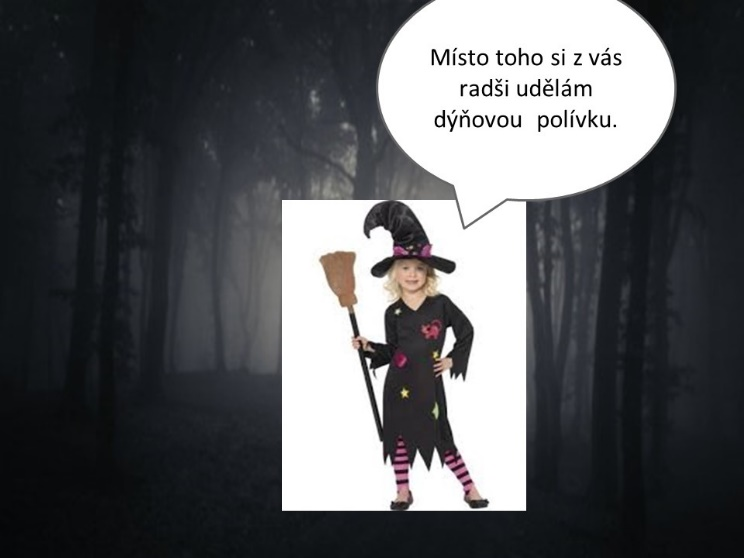 Místo toho si z vás
radši udělám
dýňovou polívku.